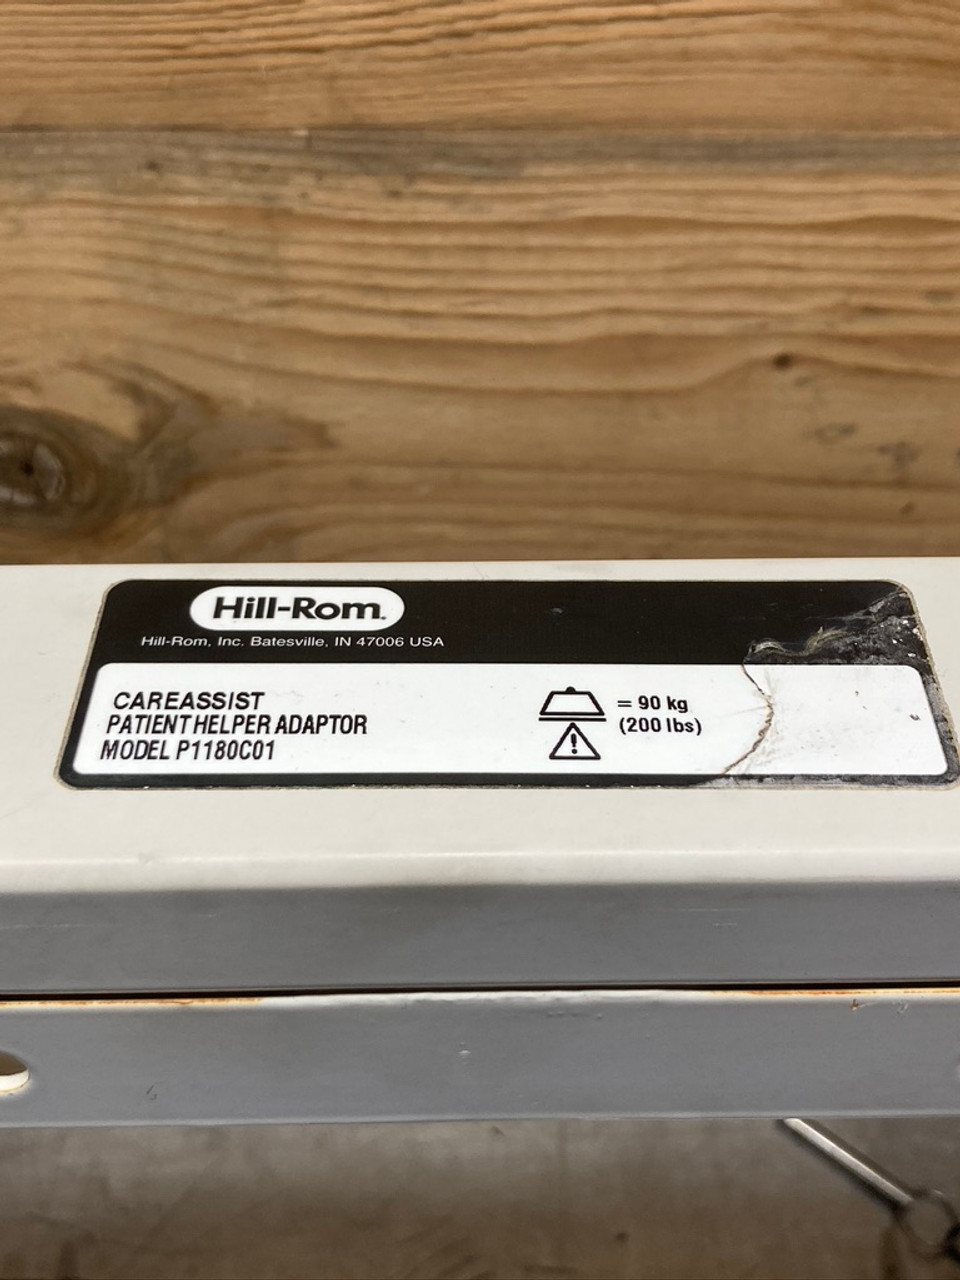 Hill-Rom.
Hill-Rom, Inc. Batesville, IN 47006 USA
CAREASSIST
PATIENT HELPER ADAPTOR
MODEL P1180C01
= 90 kg
(200 lbs)